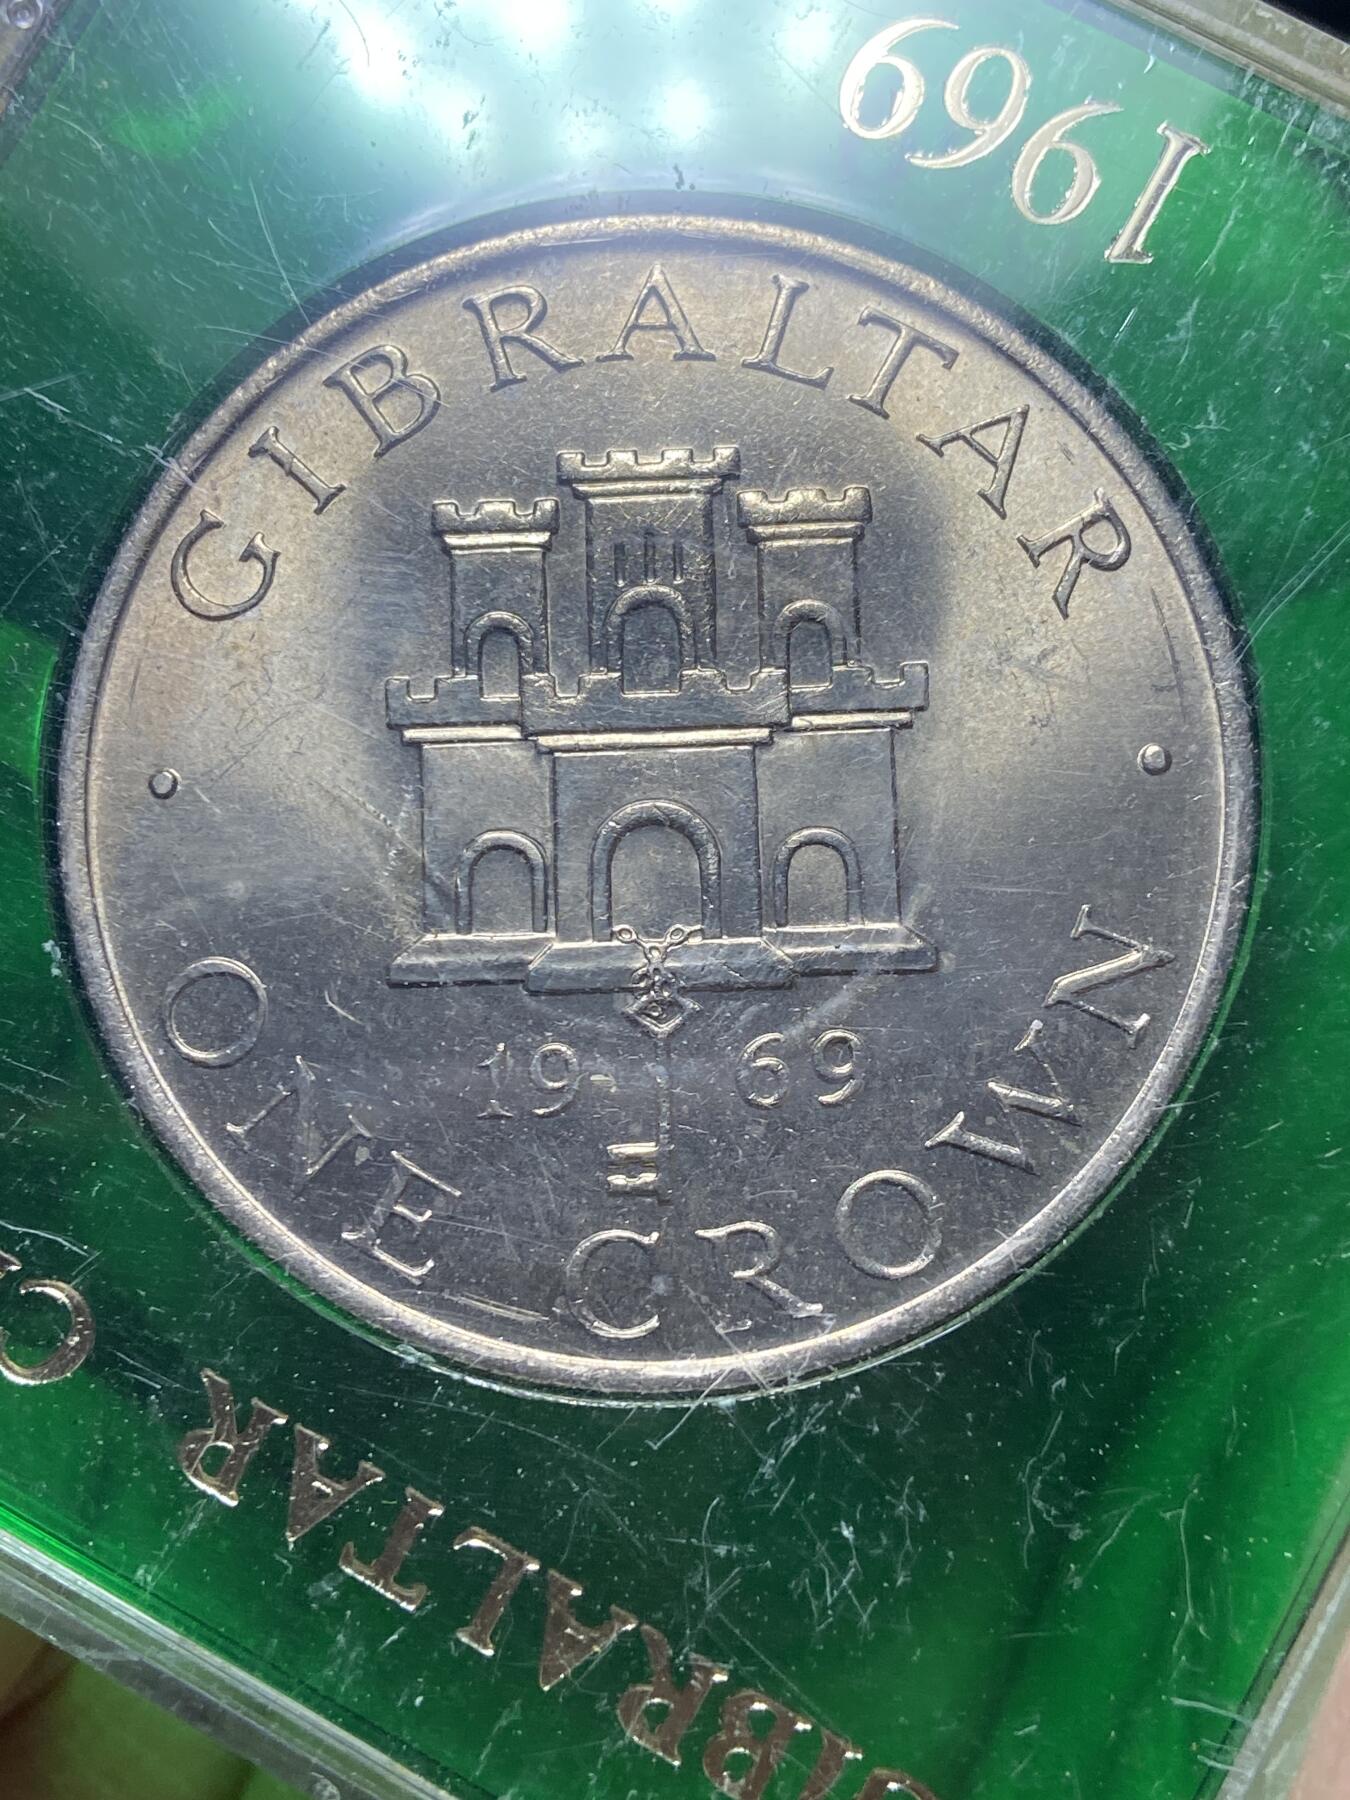 1969
GIBRALTAR
19 69
ONE CROWN
GIBRALTAR C